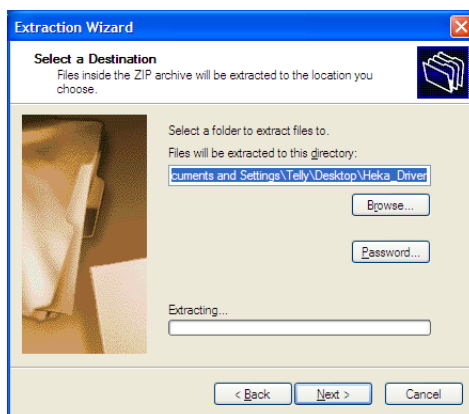 Extraction Wizard
Select a Destination
Files inside the ZIP archive will be extracted to the location you
choose.
Select a folder to extract files to.
Files will be extracted to this directory:
cuments and Settings\Telly\Desktop\Heka_Driver
Browse...
Password...
Extracting...
< Back
Next >
Cancel